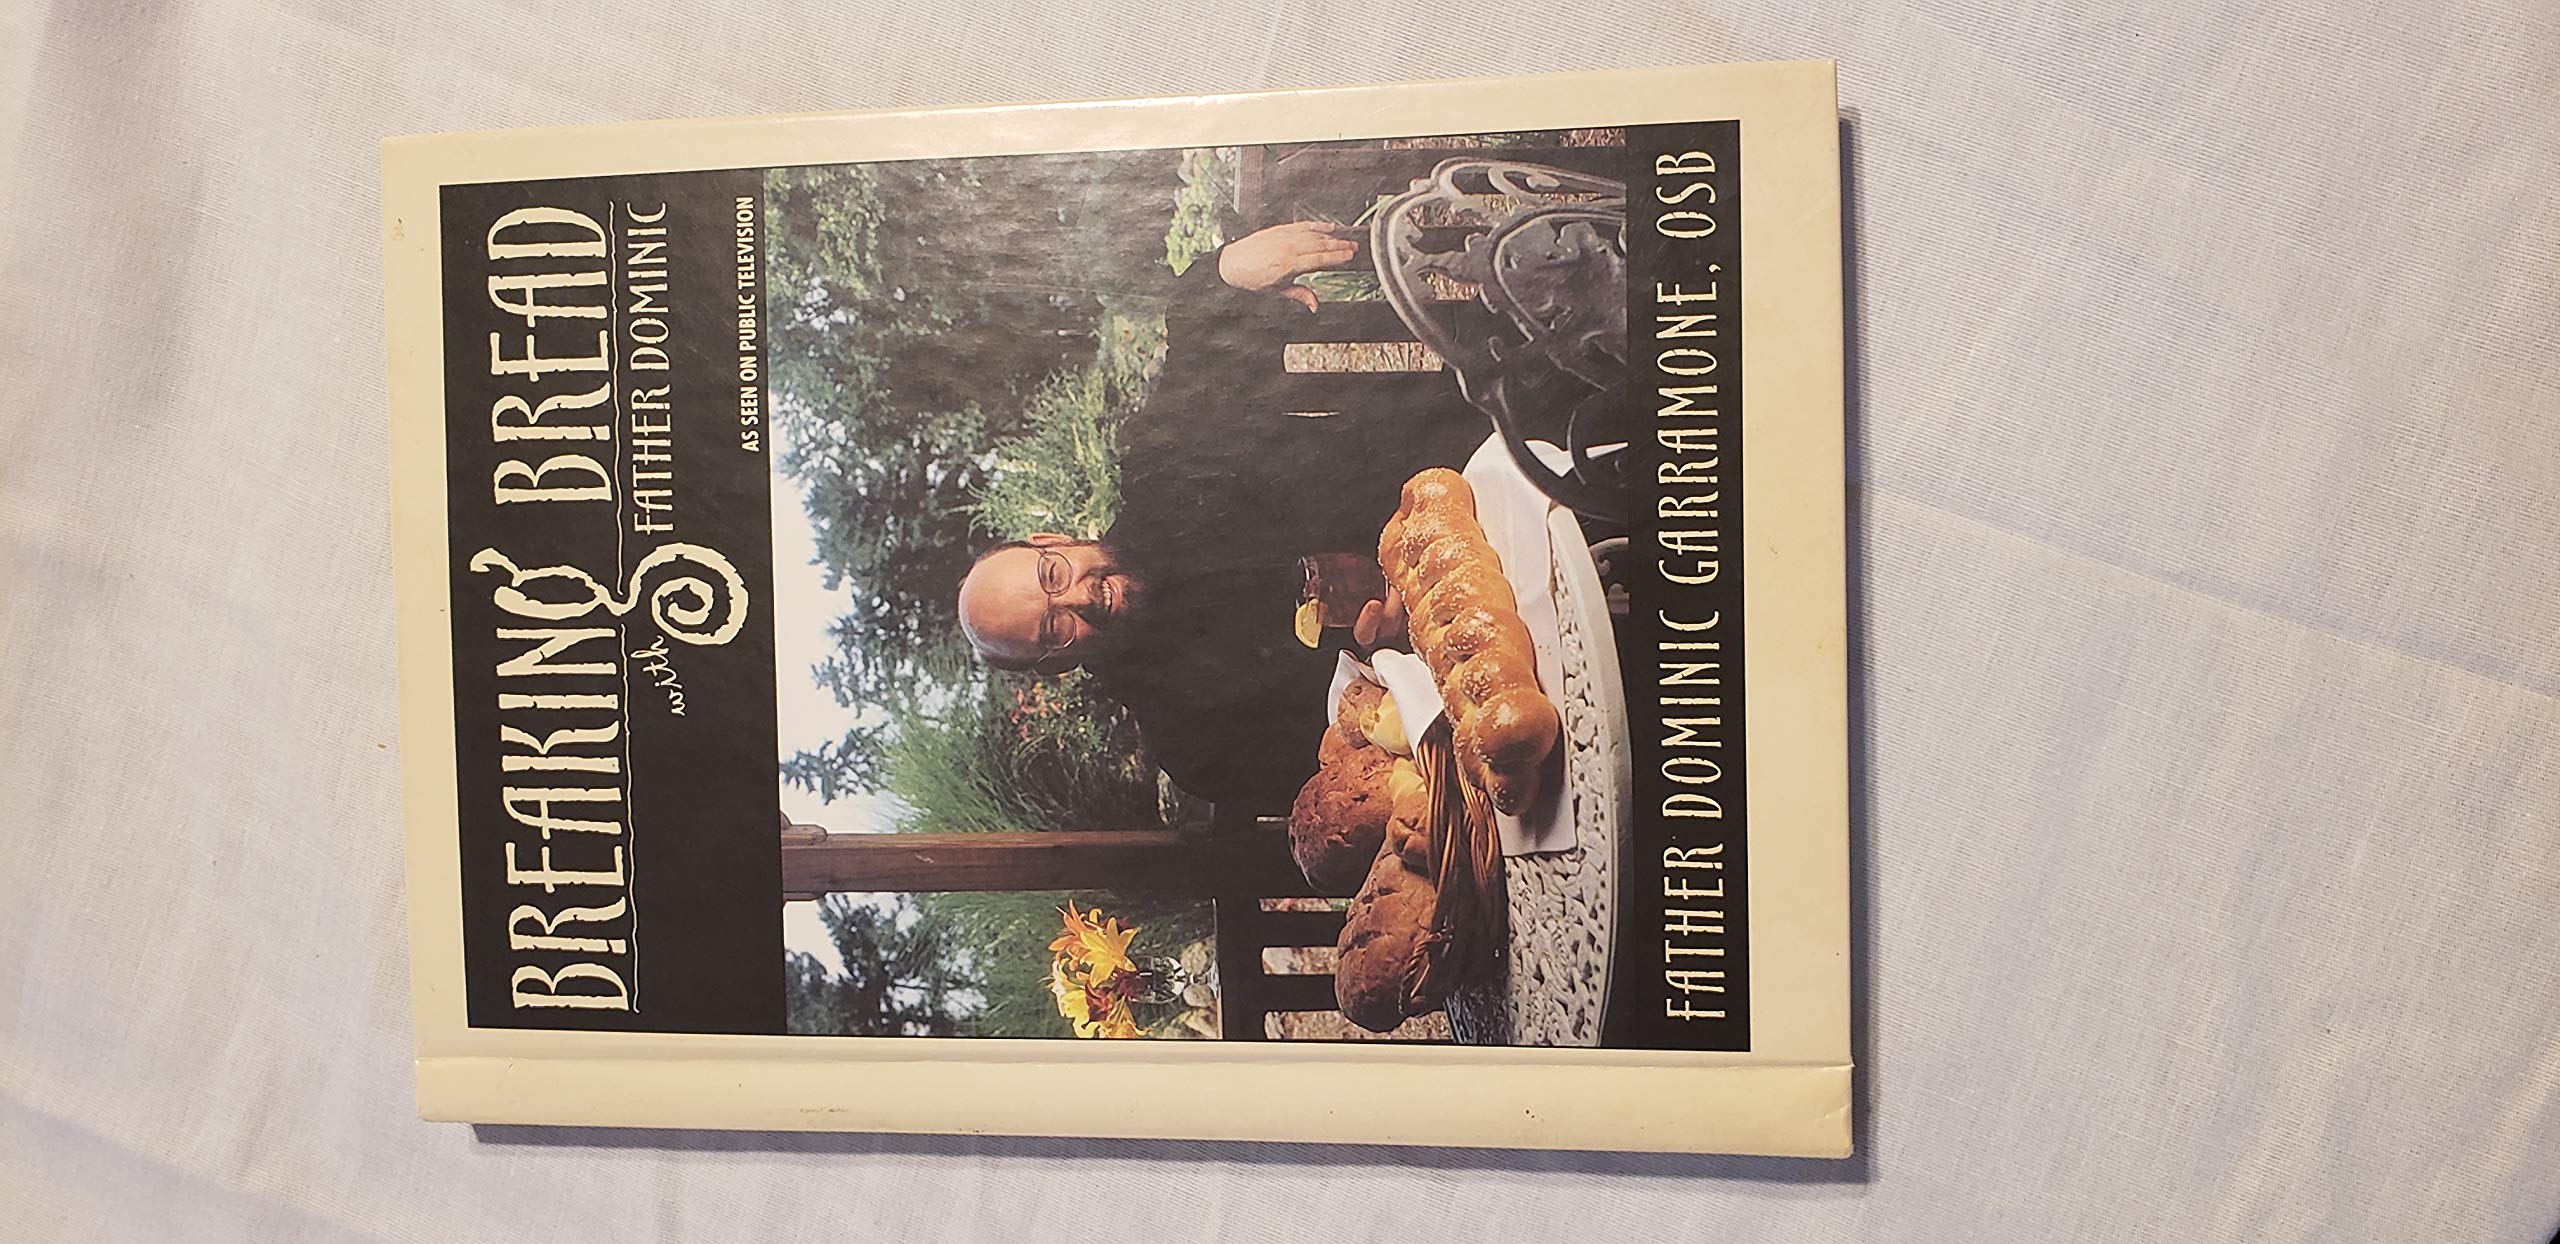 BREAKING BREAD
with FATHER DOMINIC
AS SEEN ON PUBLIC TELEVISION
FATHER DOMINIC GARRAMONE, OSB